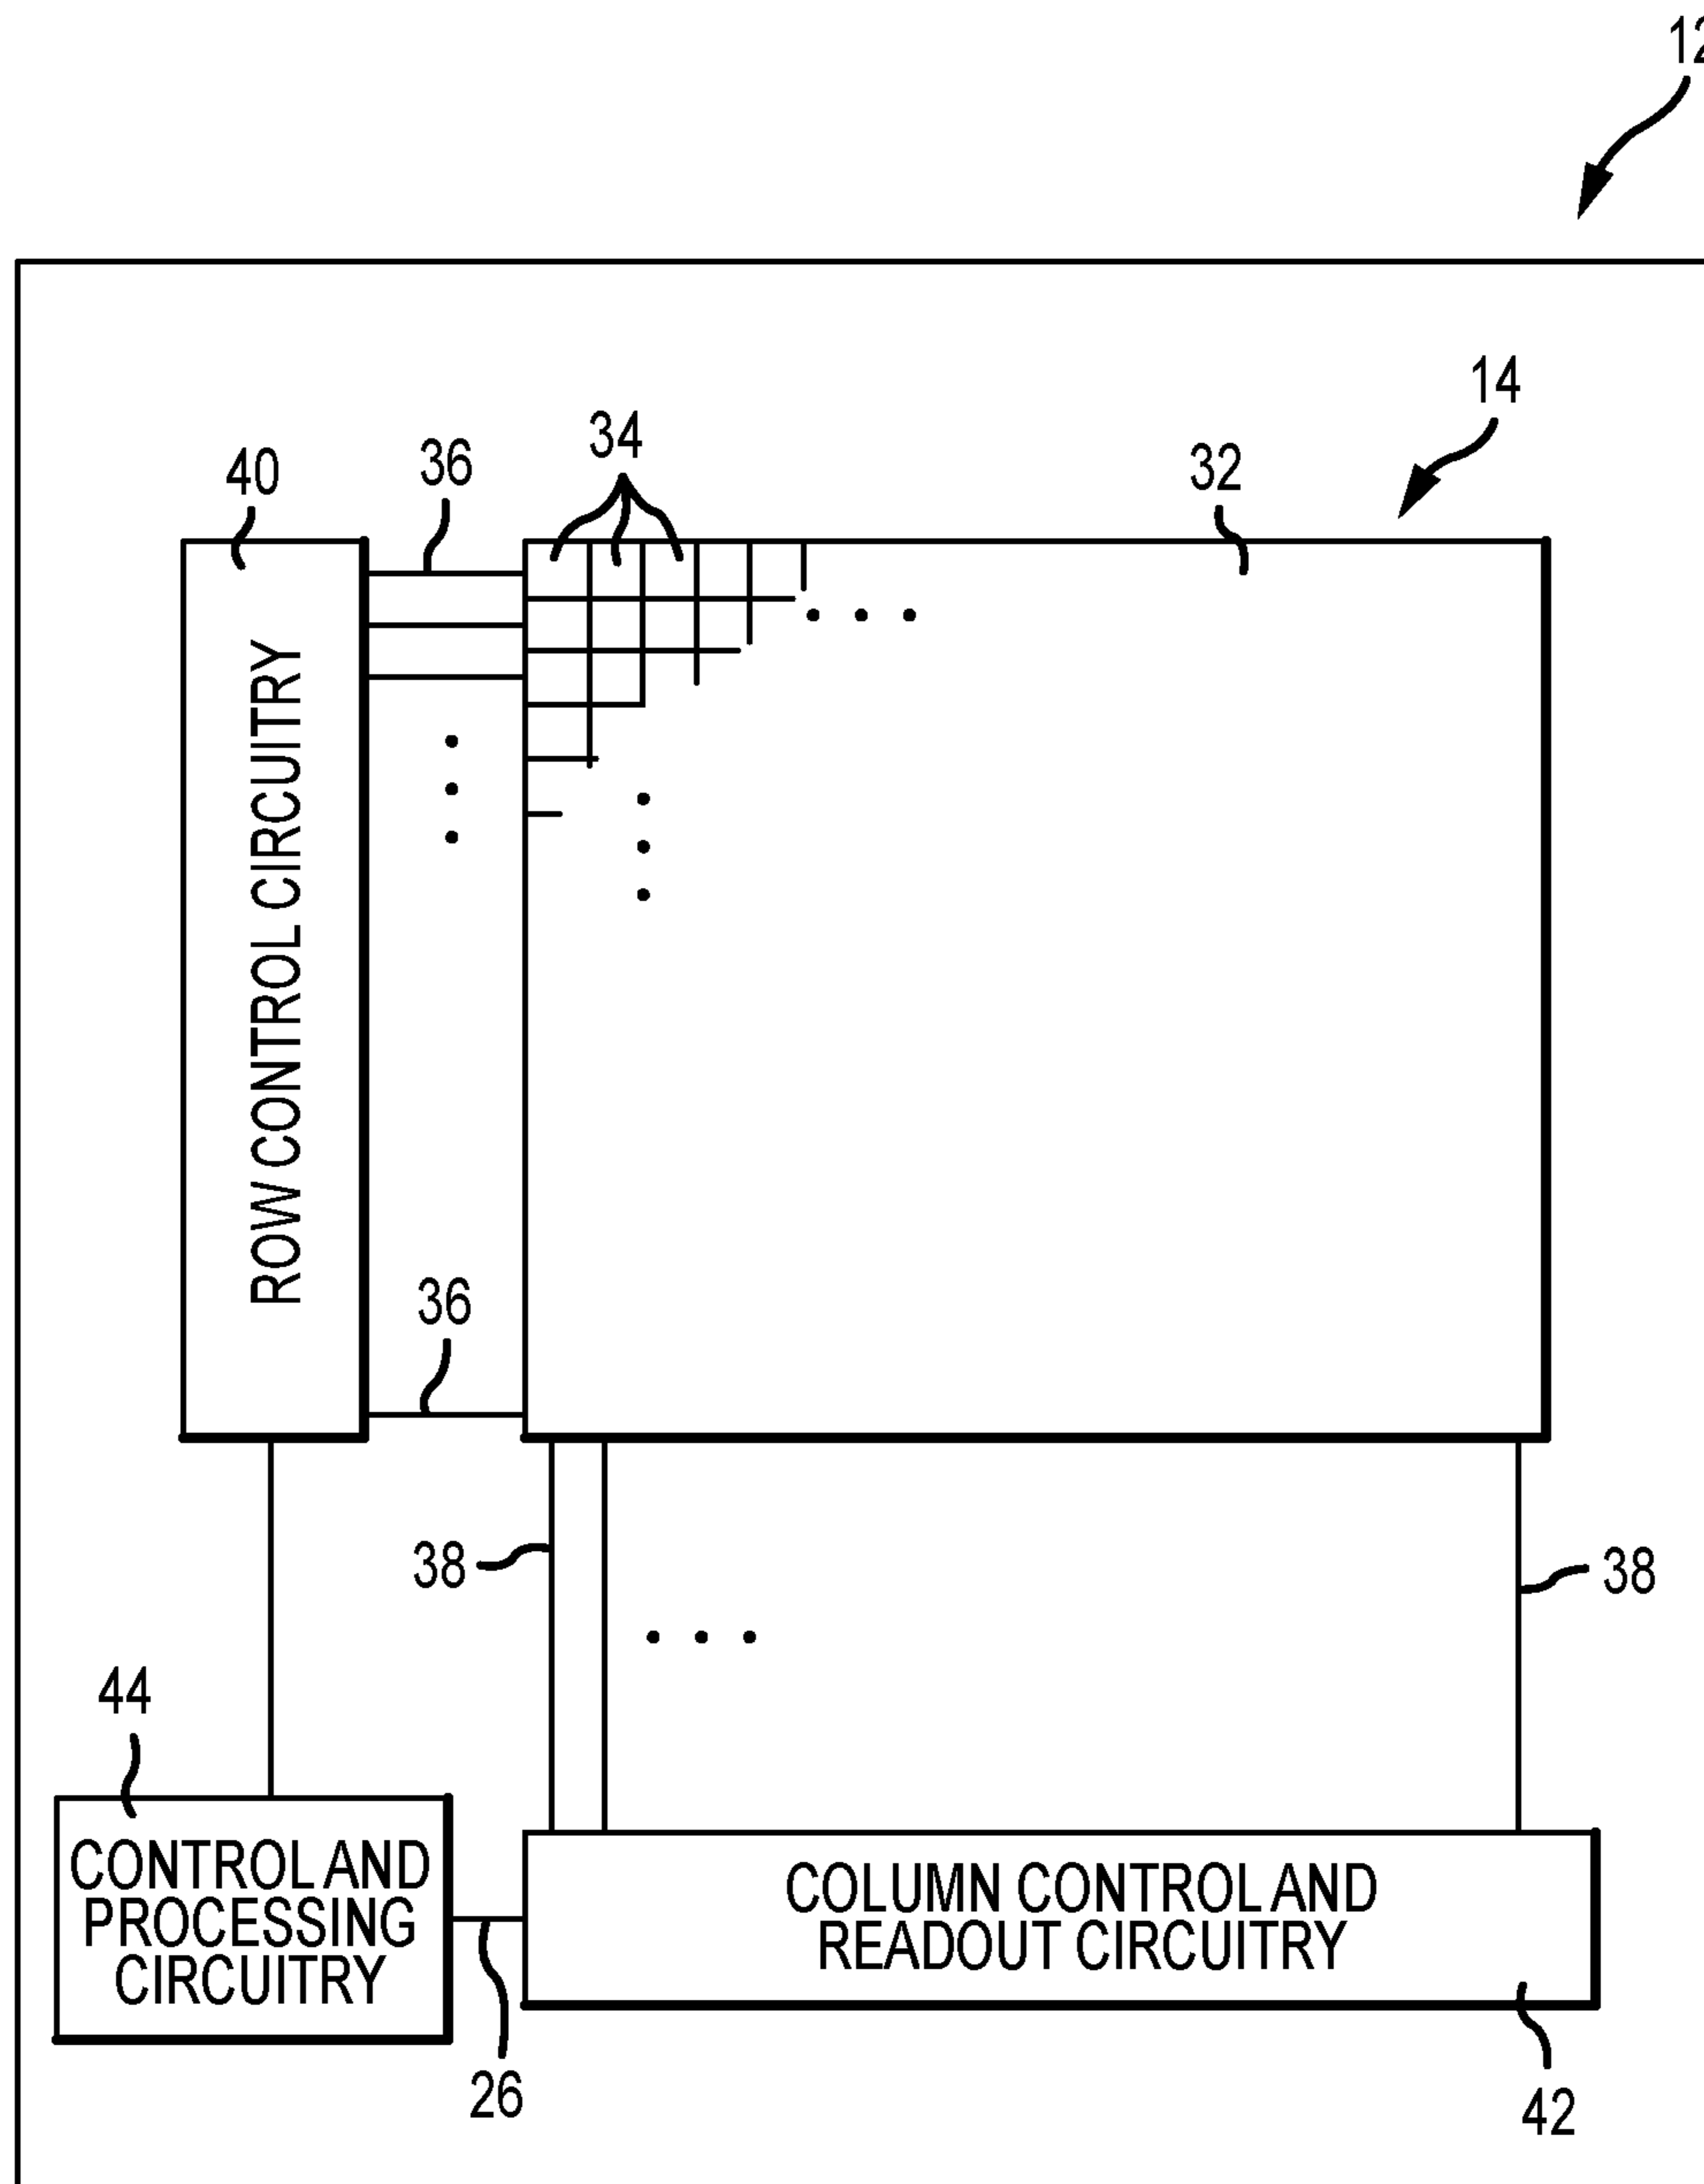 12
14
34
36
32
40
ROW CONTROL CIRCUITRY
36
38
38
44
CONTROL AND
PROCESSING
CIRCUITRY
COLUMN CONTROL AND
READOUT CIRCUITRY
26
42